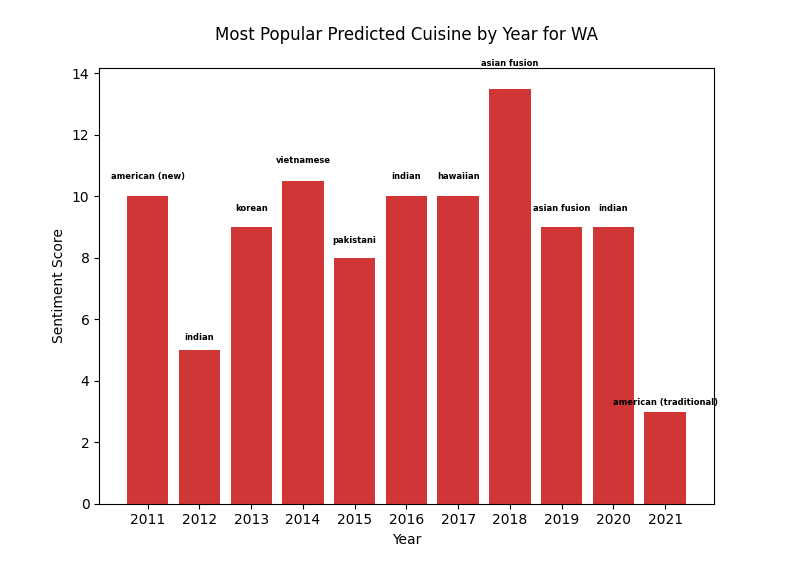 Most Popular Predicted Cuisine by Year for WA
asian fusion
14
12
vietnamese
american (new)
indian
hawaiian
10
korean
asian fusion
indian
pakistani
8
Sentiment Score
6
indian
4
american (traditional)
2
0
2011 2012 2013 2014 2015 2016 2017 2018 2019 2020 2021
Year